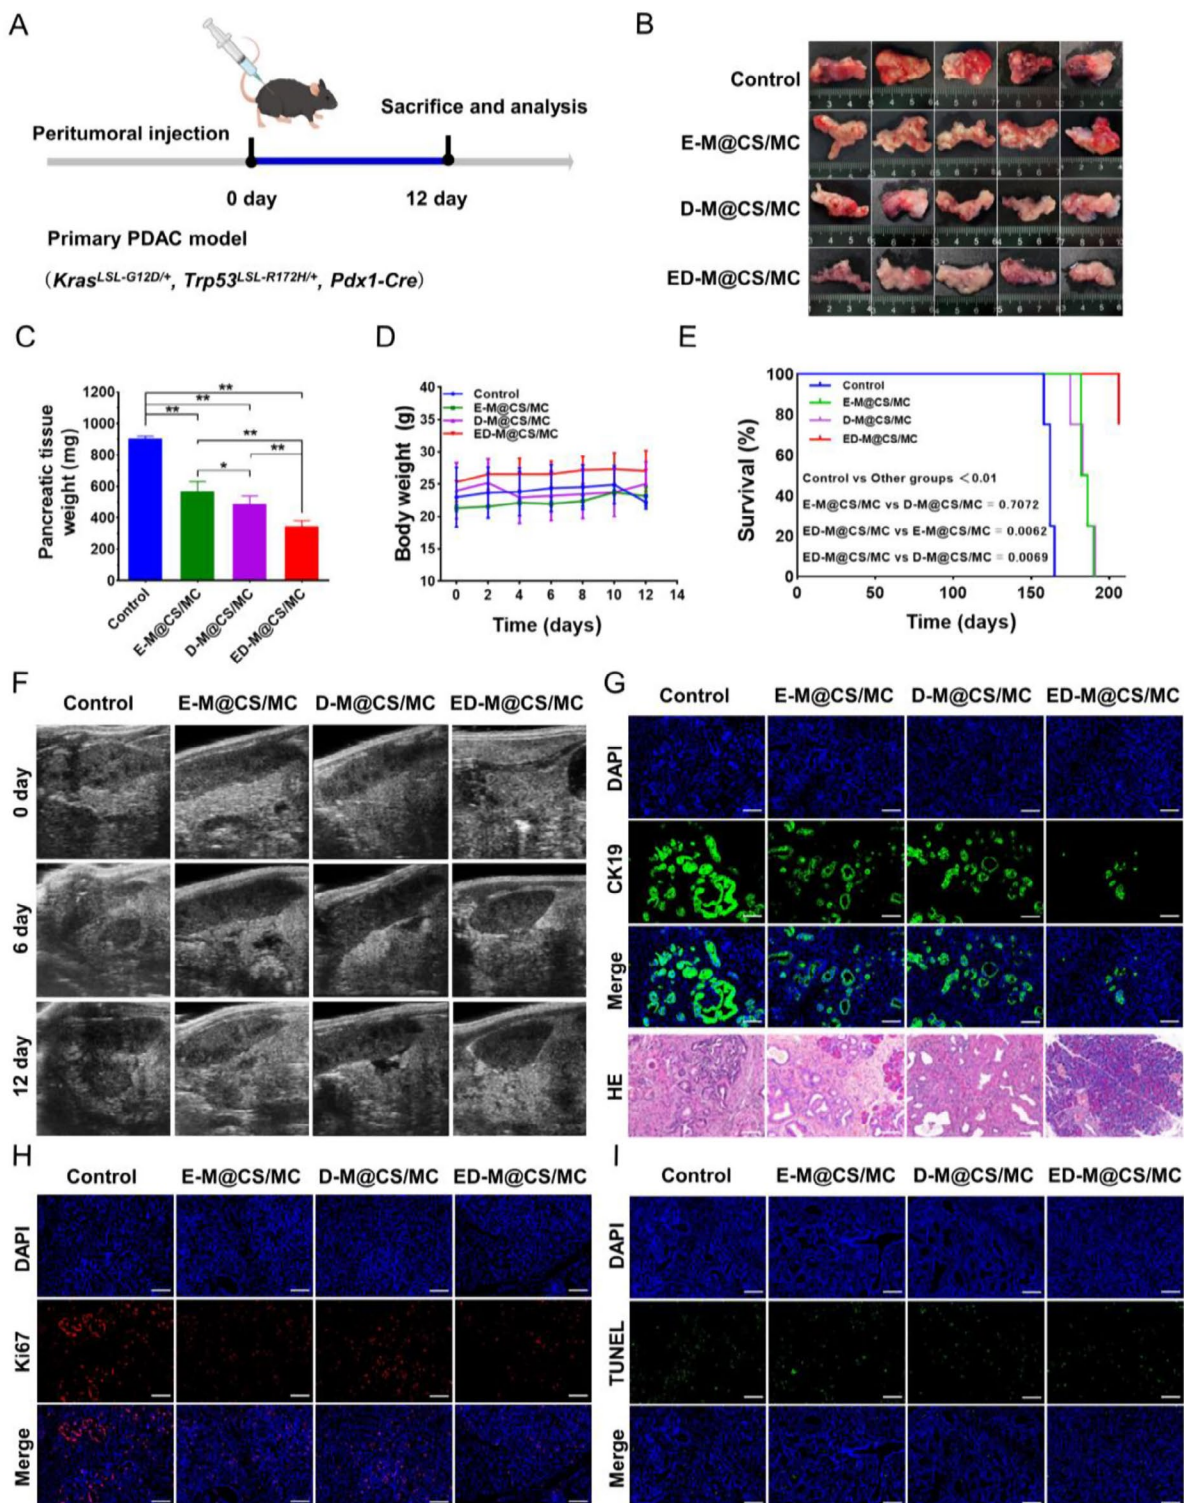 A
Peritumoral injection
Sacrifice and analysis
0 day
12 day
Primary PDAC model
(Kras^LSL-G12D/+, Trp53^LSL-R172H/+, Pdx1-Cre)
B
Control
E-M@CS/MC
D-M@CS/MC
ED-M@CS/MC
C
Pancreatic tissue
weight (mg)
1200
1000
800
600
400
200
0
**
**
**
**
**
*
Control
E-M@CS/MC
D-M@CS/MC
ED-M@CS/MC
D
Body weight (g)
40
35
30
25
20
15
10
Control
E-M@CS/MC
D-M@CS/MC
ED-M@CS/MC
0 2 4 6 8 10 12 14
Time (days)
E
Survival (%)
100
80
60
40
20
0
Control
E-M@CS/MC
D-M@CS/MC
ED-M@CS/MC
Control vs Other groups <0.01
E-M@CS/MC vs D-M@CS/MC = 0.7072
ED-M@CS/MC vs E-M@CS/MC = 0.0062
ED-M@CS/MC vs D-M@CS/MC = 0.0069
0 50 100 150 200
Time (days)
F
Control E-M@CS/MC D-M@CS/MC ED-M@CS/MC
0 day
6 day
12 day
G
Control E-M@CS/MC D-M@CS/MC ED-M@CS/MC
DAPI
CK19
Merge
HE
H
Control E-M@CS/MC D-M@CS/MC ED-M@CS/MC
DAPI
Ki67
Merge
I
Control E-M@CS/MC D-M@CS/MC ED-M@CS/MC
DAPI
TUNEL
Merge